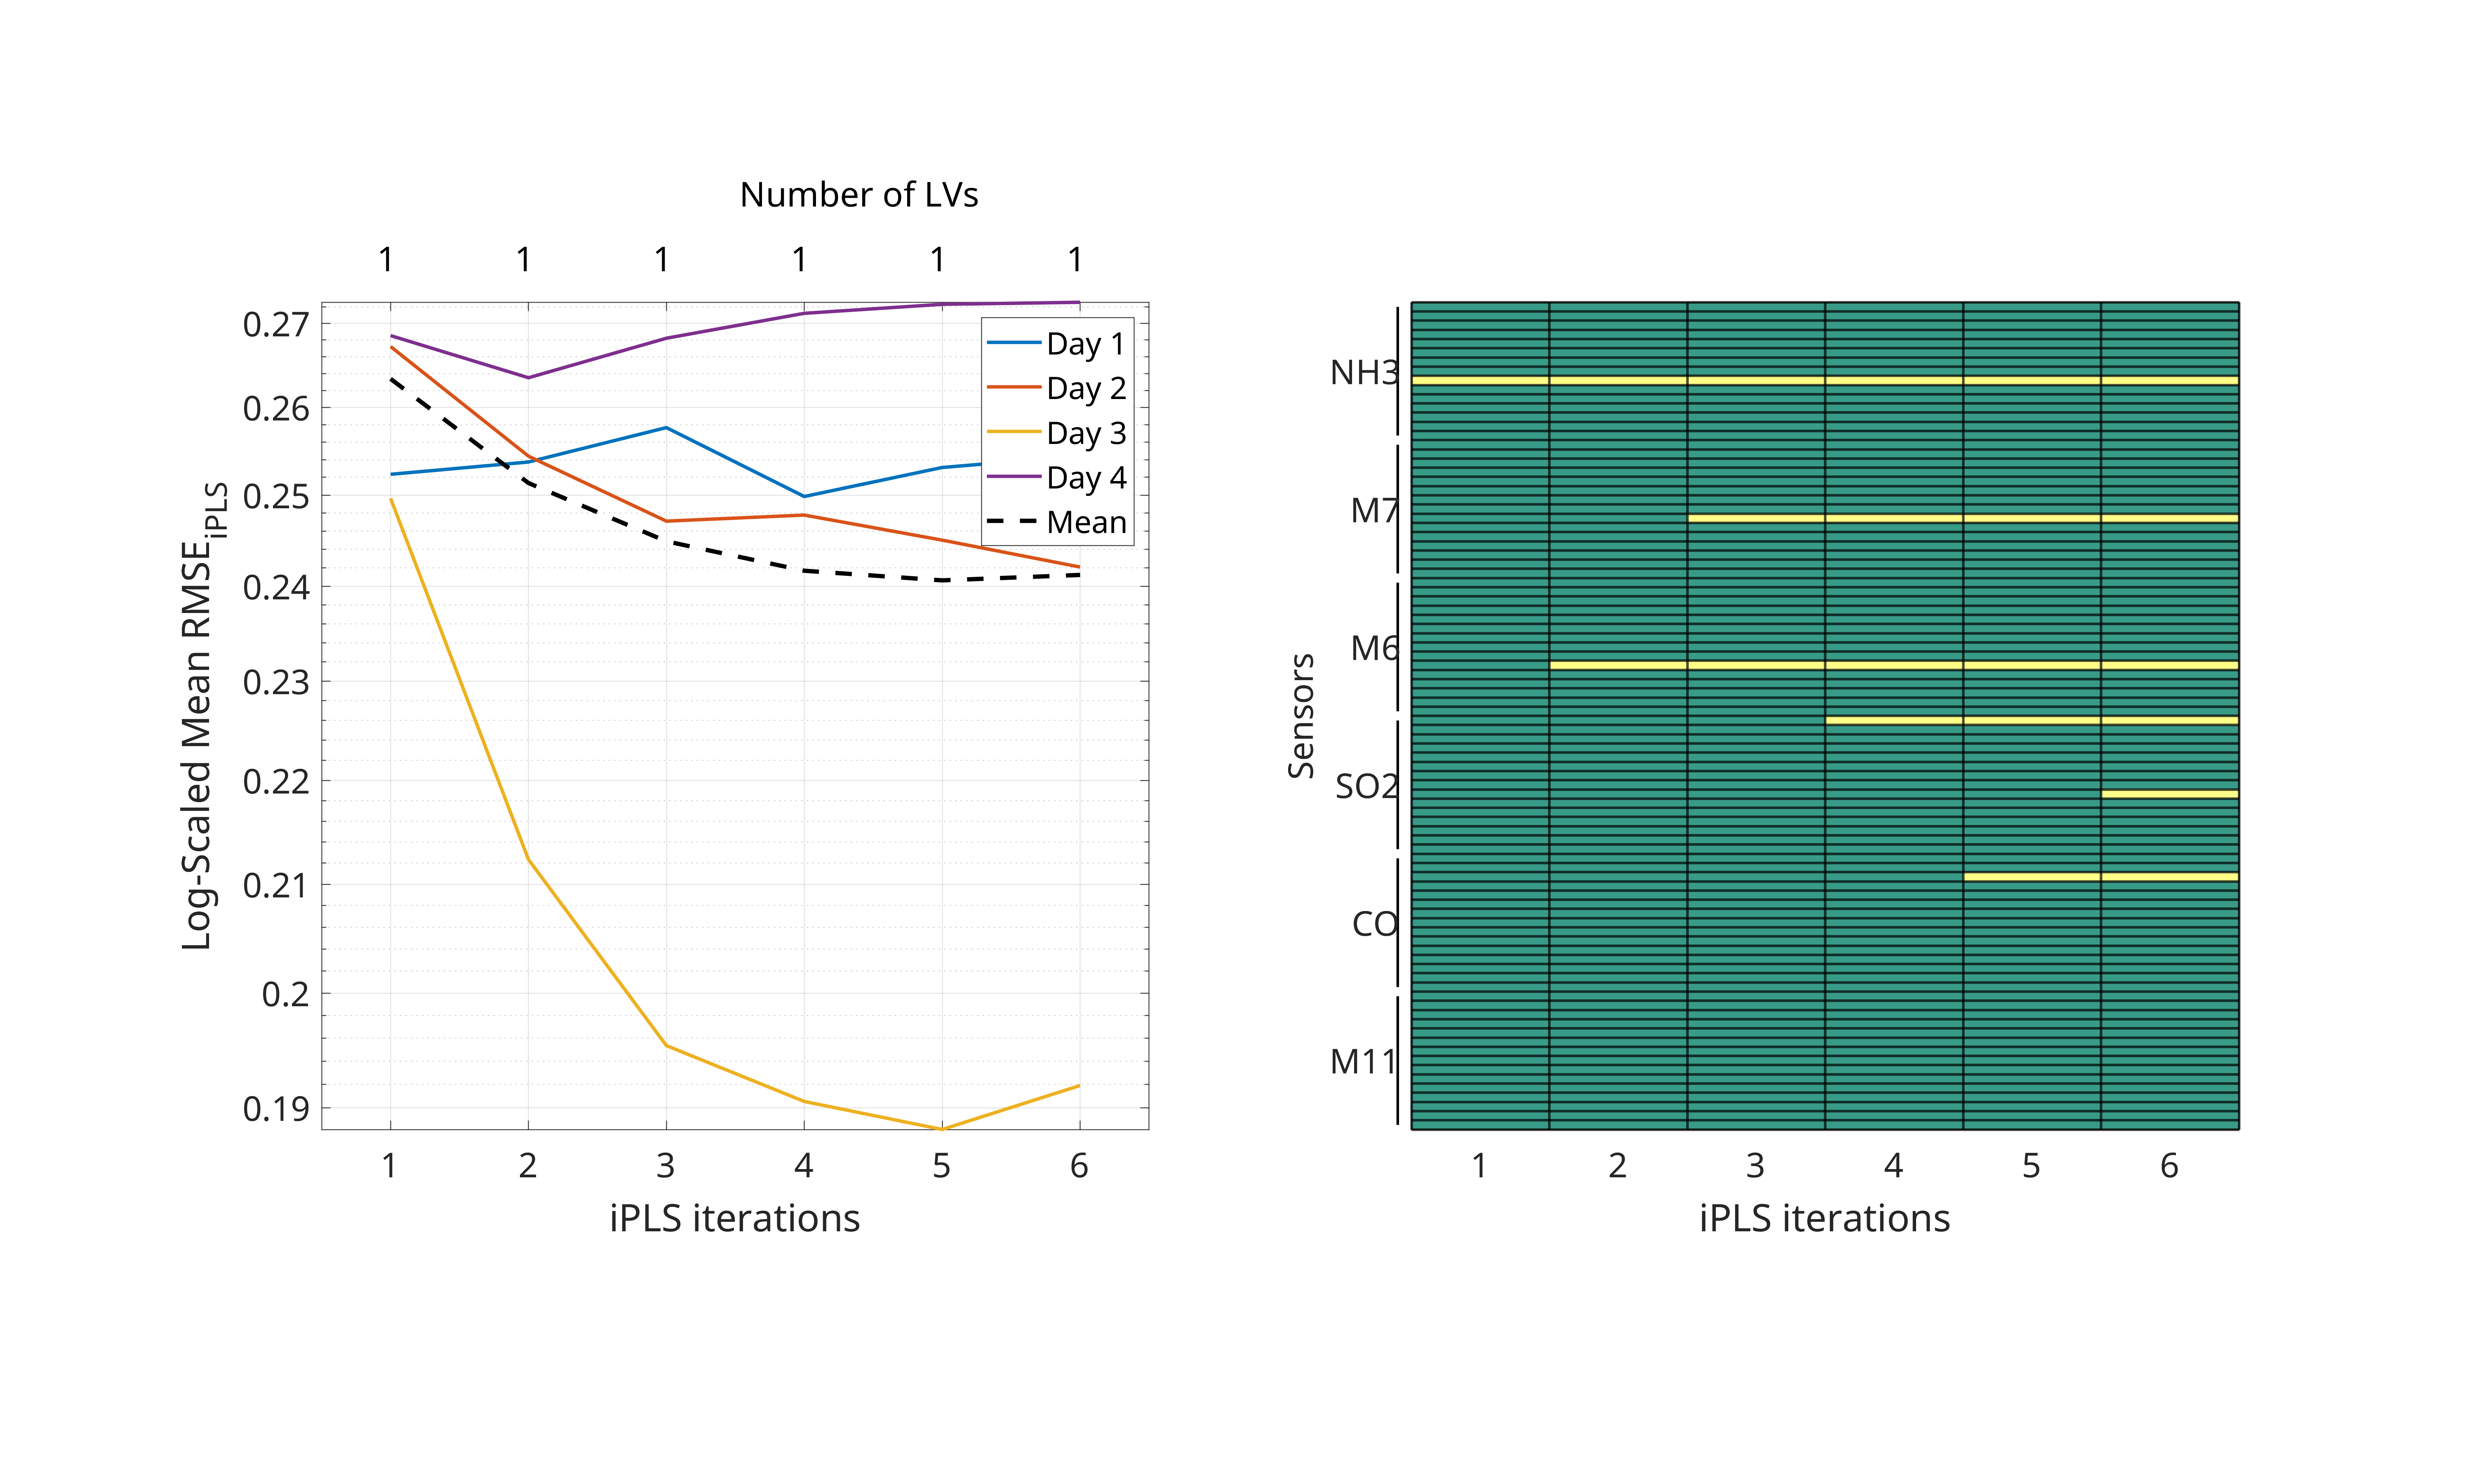 Number of LVs
1 1 1 1 1 1
0.27
0.26
0.25
0.24
0.23
0.22
0.21
0.2
0.19
Log-Scaled Mean RMSE iPLS
Day 1
Day 2
Day 3
Day 4
Mean
1 2 3 4 5 6
iPLS iterations
Sensors
NH3
M7
M6
SO2
CO
M11
1 2 3 4 5 6
iPLS iterations